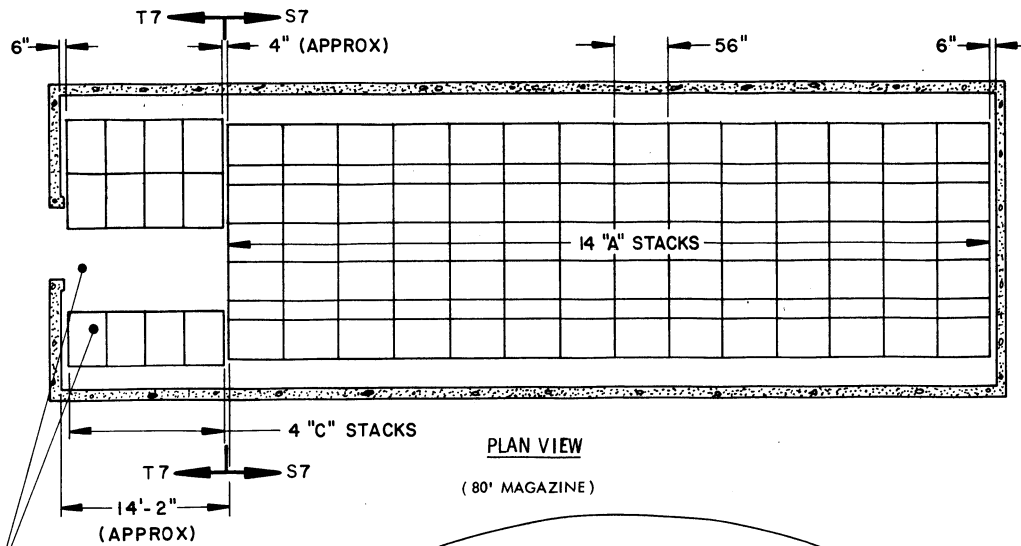 T7 S7
6" 4" (APPROX) 56" 6"
14 "A" STACKS
4 "C" STACKS
PLAN VIEW
T7 S7
(80' MAGAZINE)
14'-2"
(APPROX)